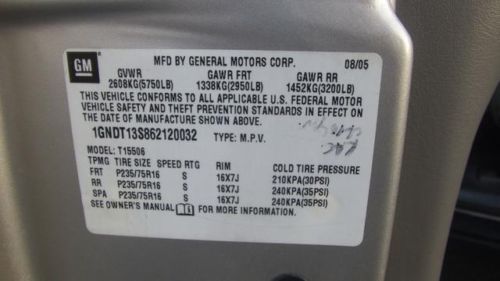 GM
MFD BY GENERAL MOTORS CORP. 08/05
GVWR GAWR FRT GAWR RR
2608KG(5750LB) 1338KG(2950LB) 1452KG(3200LB)
THIS VEHICLE CONFORMS TO ALL APPLICABLE U.S. FEDERAL MOTOR
VEHICLE SAFETY AND THEFT PREVENTION STANDARDS IN EFFECT ON
THE DATE OF MANUFACTURE SHOWN ABOVE.
1GNDT13S862120032 TYPE: M.P.V.
MODEL: T15506
TPMG TIRE SIZE SPEED RTG RIM COLD TIRE PRESSURE
FRT P235/75R16 S 16X7J 210KPA(30PSI)
RR P235/75R16 S 16X7J 240KPA(35PSI)
SPA P235/75R16 S 16X7J 240KPA(35PSI)
SEE OWNER'S MANUAL FOR MORE INFORMATION.